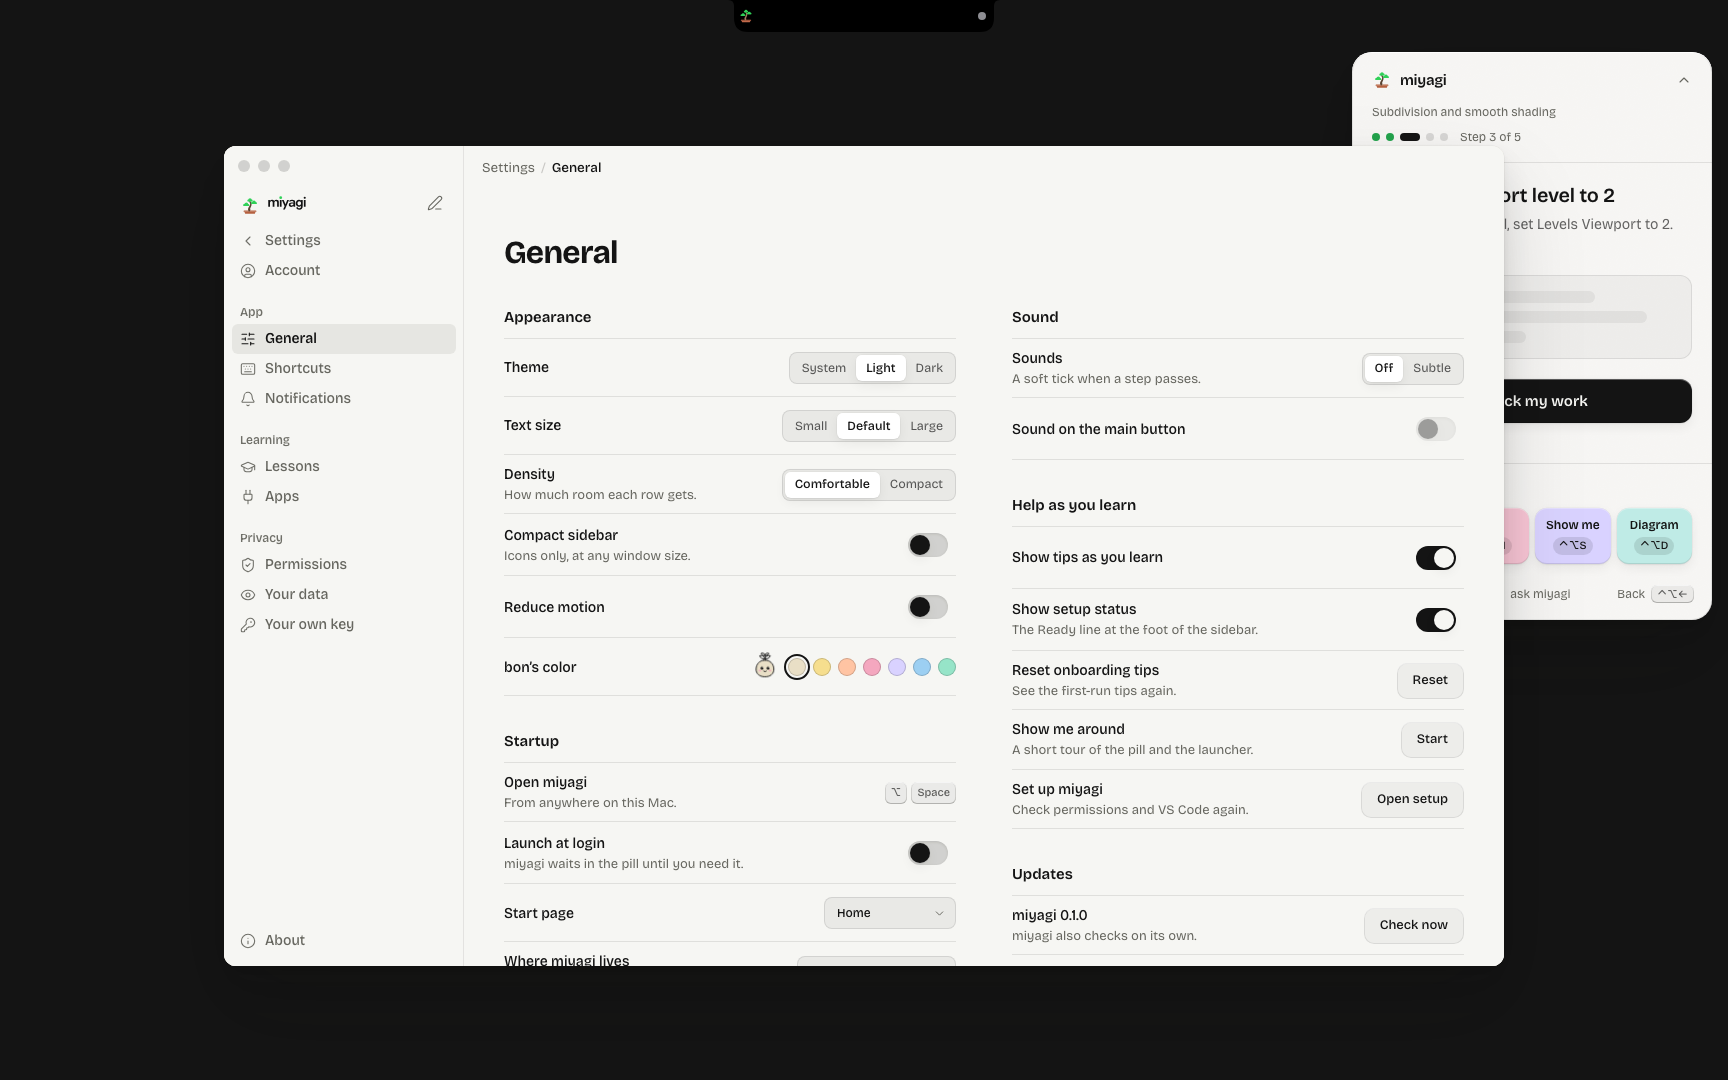 miyagi
Subdivision and smooth shading
Step 3 of 5
ort level to 2
, set Levels Viewport to 2.
ck my work
Show me
^⌥S
Diagram
^⌥D
ask miyagi
Back ^⌥←
miyagi
Settings
Account
App
General
Shortcuts
Notifications
Learning
Lessons
Apps
Privacy
Permissions
Your data
Your own key
About
Settings / General
General
Appearance
Theme
System Light Dark
Text size
Small Default Large
Density
How much room each row gets.
Comfortable Compact
Compact sidebar
Icons only, at any window size.
Reduce motion
bon's color
Startup
Open miyagi
From anywhere on this Mac.
⌥ Space
Launch at login
miyagi waits in the pill until you need it.
Start page
Home
Where miyagi lives
Sound
Sounds
A soft tick when a step passes.
Off Subtle
Sound on the main button
Help as you learn
Show tips as you learn
Show setup status
The Ready line at the foot of the sidebar.
Reset onboarding tips
See the first-run tips again.
Reset
Show me around
A short tour of the pill and the launcher.
Start
Set up miyagi
Check permissions and VS Code again.
Open setup
Updates
miyagi 0.1.0
miyagi also checks on its own.
Check now